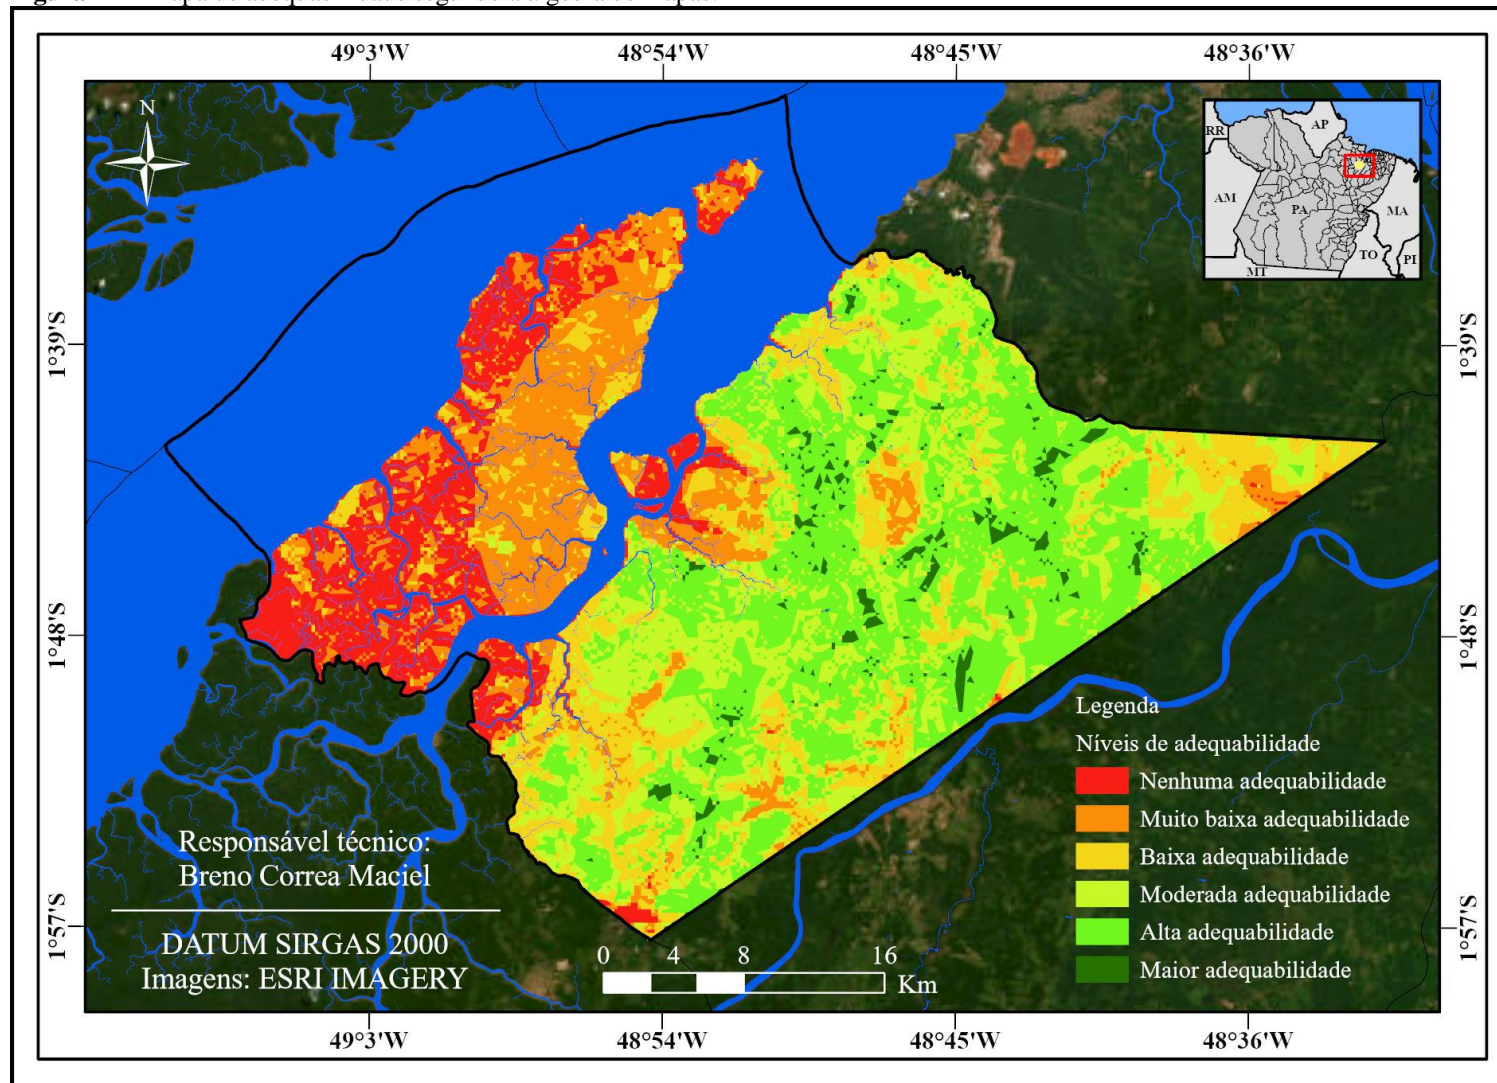 49°3'W 48°54'W 48°45'W 48°36'W
N
RR AP
AM PA MA
TO PI
MT
1°39'S 1°39'S
1°48'S 1°48'S
1°57'S 1°57'S
Legenda
Níveis de adequabilidade
Nenhuma adequabilidade
Muito baixa adequabilidade
Baixa adequabilidade
Moderada adequabilidade
Alta adequabilidade
Maior adequabilidade
Responsável técnico:
Breno Correa Maciel
DATUM SIRGAS 2000
Imagens: ESRI IMAGERY
0 4 8 16
Km
49°3'W 48°54'W 48°45'W 48°36'W